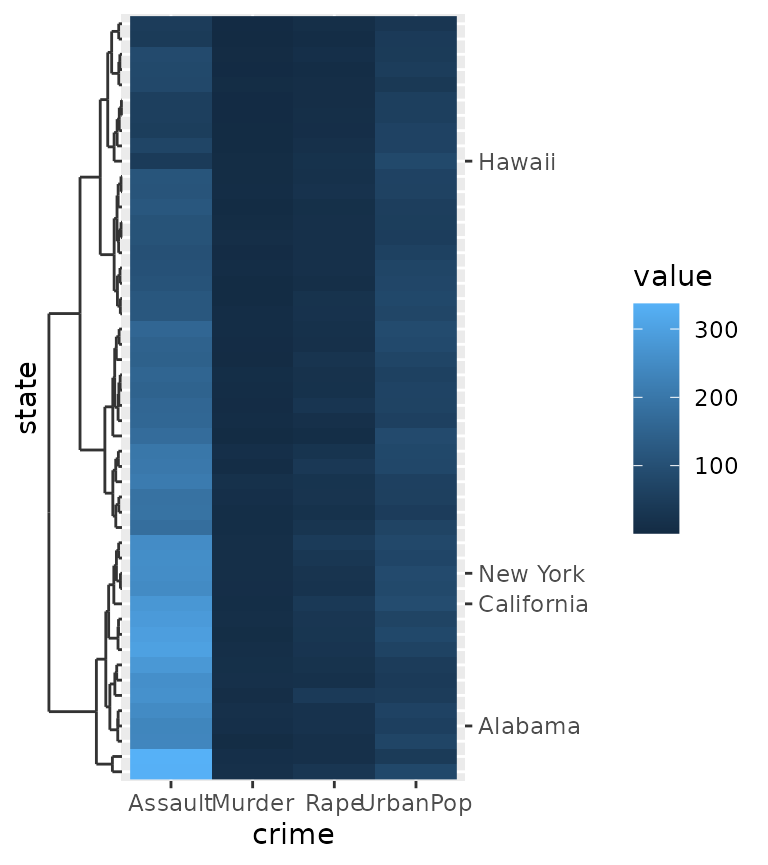 Hawaii
value
300
200
100
state
New York
California
Alabama
Assault Murder Rape UrbanPop
crime